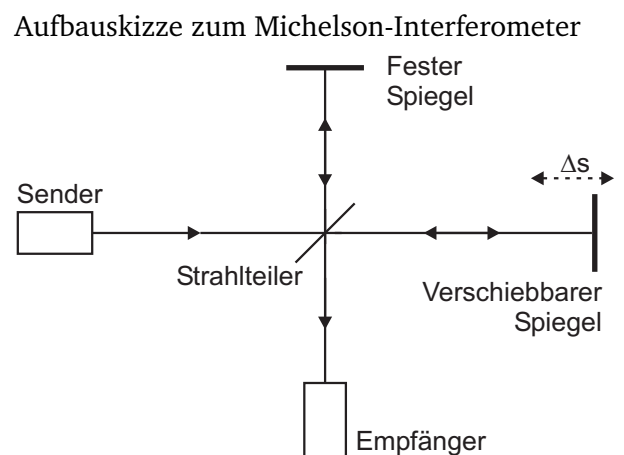 Aufbauskizze zum Michelson-Interferometer
Fester
Spiegel
Δs
Sender
Strahlteiler
Verschiebbarer
Spiegel
Empfänger